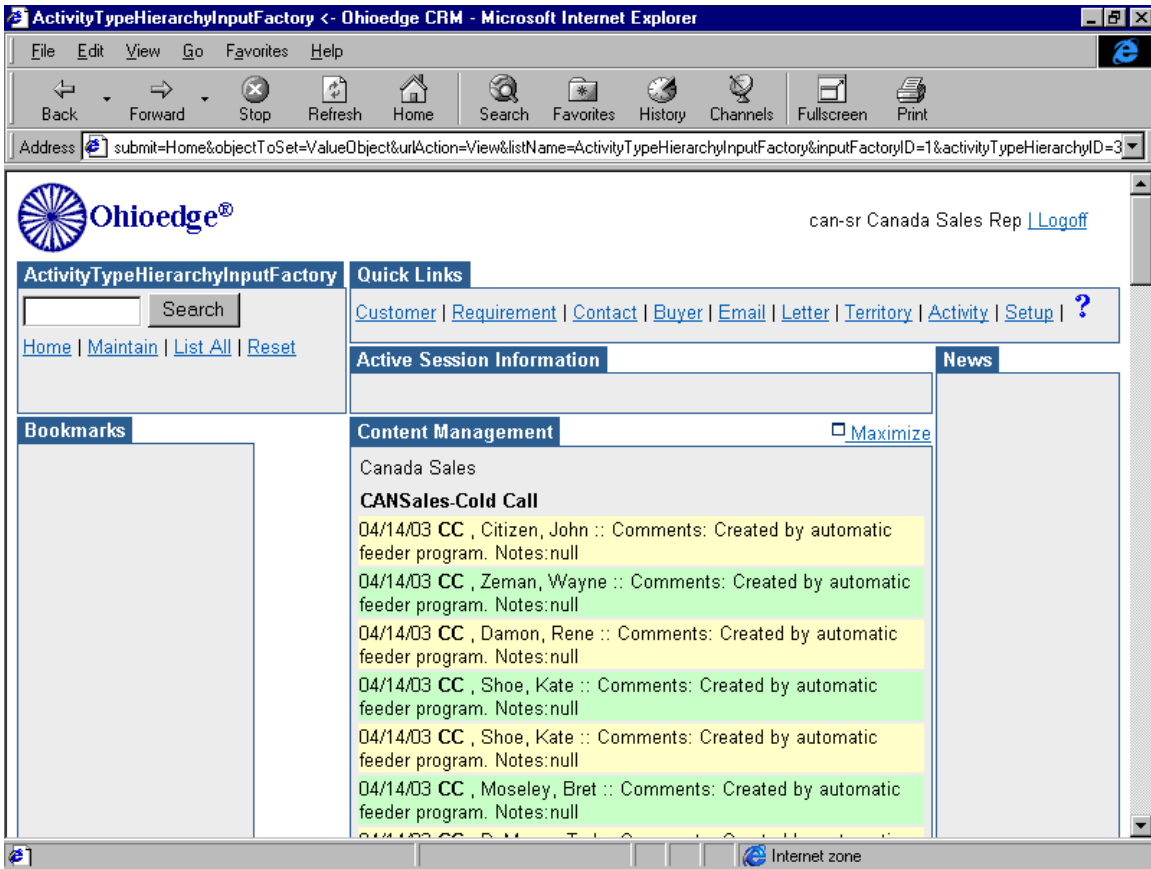 ActivityTypeHierarchyInputFactory <- Ohioedge CRM - Microsoft Internet Explorer
File Edit View Go Favorites Help
Back Forward Stop Refresh Home Search Favorites History Channels Fullscreen Print
Address submit=Home&objectToSet=ValueObject&urlAction=View&listName=ActivityTypeHierarchyInputFactory&inputFactoryID=1&activityTypeHierarchyID=3
Ohioedge®
can-sr Canada Sales Rep | Logoff
ActivityTypeHierarchyInputFactory
Search
Home | Maintain | List All | Reset
Quick Links
Customer | Requirement | Contact | Buyer | Email | Letter | Territory | Activity | Setup | ?
Active Session Information
News
Bookmarks
Content Management
Maximize
Canada Sales
CANSales-Cold Call
04/14/03 CC , Citizen, John :: Comments: Created by automatic
feeder program. Notes:null
04/14/03 CC , Zeman, Wayne :: Comments: Created by automatic
feeder program. Notes:null
04/14/03 CC , Damon, Rene :: Comments: Created by automatic
feeder program. Notes:null
04/14/03 CC , Shoe, Kate :: Comments: Created by automatic
feeder program. Notes:null
04/14/03 CC , Shoe, Kate :: Comments: Created by automatic
feeder program. Notes:null
04/14/03 CC , Moseley, Bret :: Comments: Created by automatic
feeder program. Notes:null
Internet zone